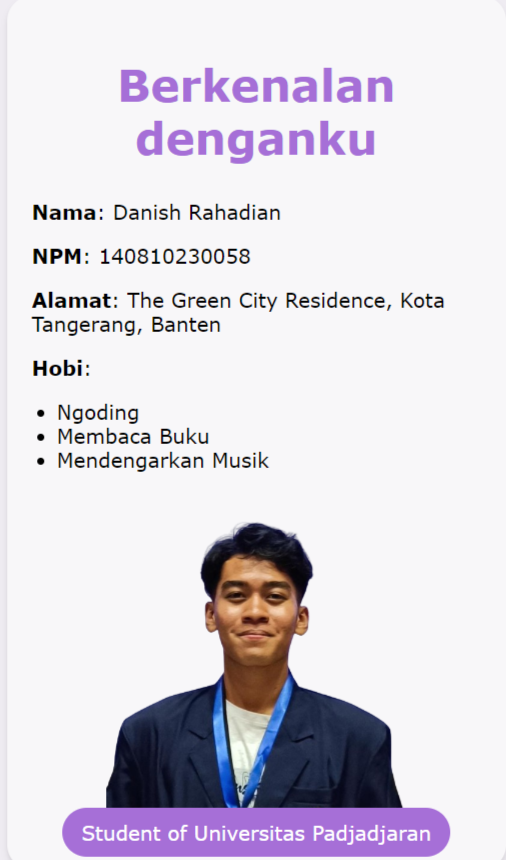 Berkenalan
denganku
Nama: Danish Rahadian
NPM: 140810230058
Alamat: The Green City Residence, Kota
Tangerang, Banten
Hobi:
• Ngoding
• Membaca Buku
• Mendengarkan Musik
Student of Universitas Padjadjaran